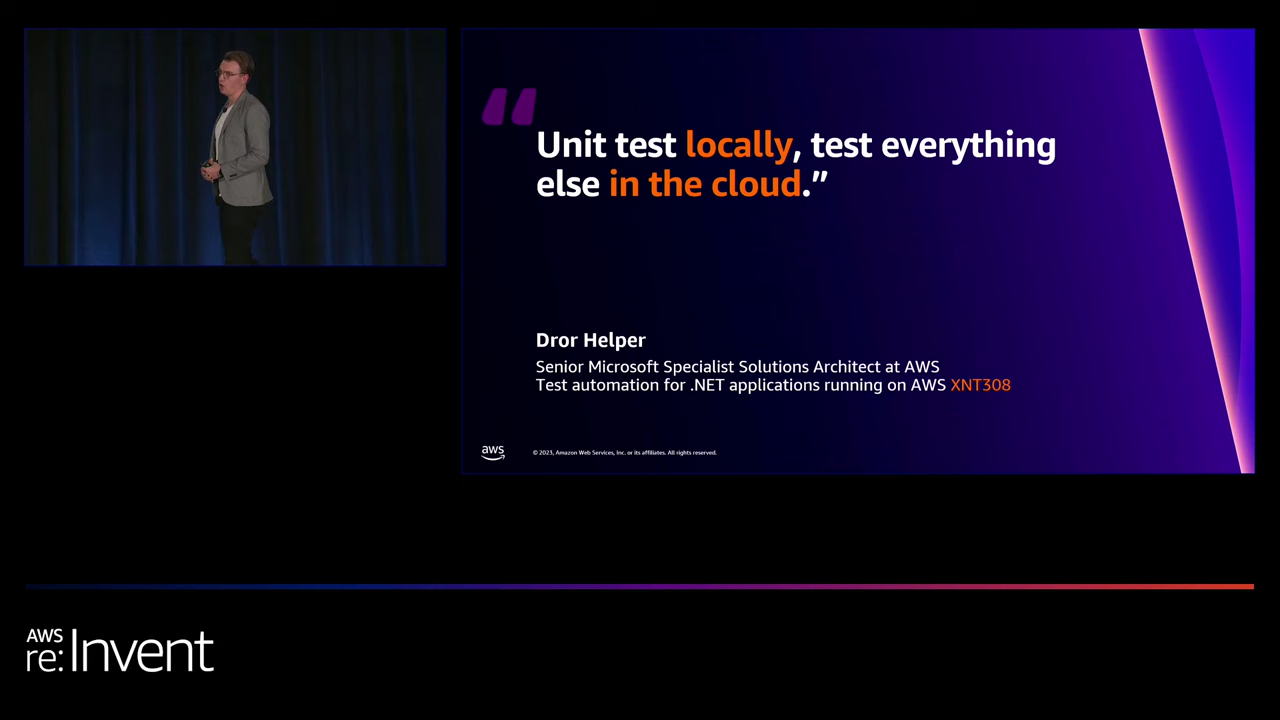 “
Unit test locally, test everything
else in the cloud.”
Dror Helper
Senior Microsoft Specialist Solutions Architect at AWS
Test automation for .NET applications running on AWS XNT308
aws
© 2023, Amazon Web Services, Inc. or its affiliates. All rights reserved.
AWS
re:Invent